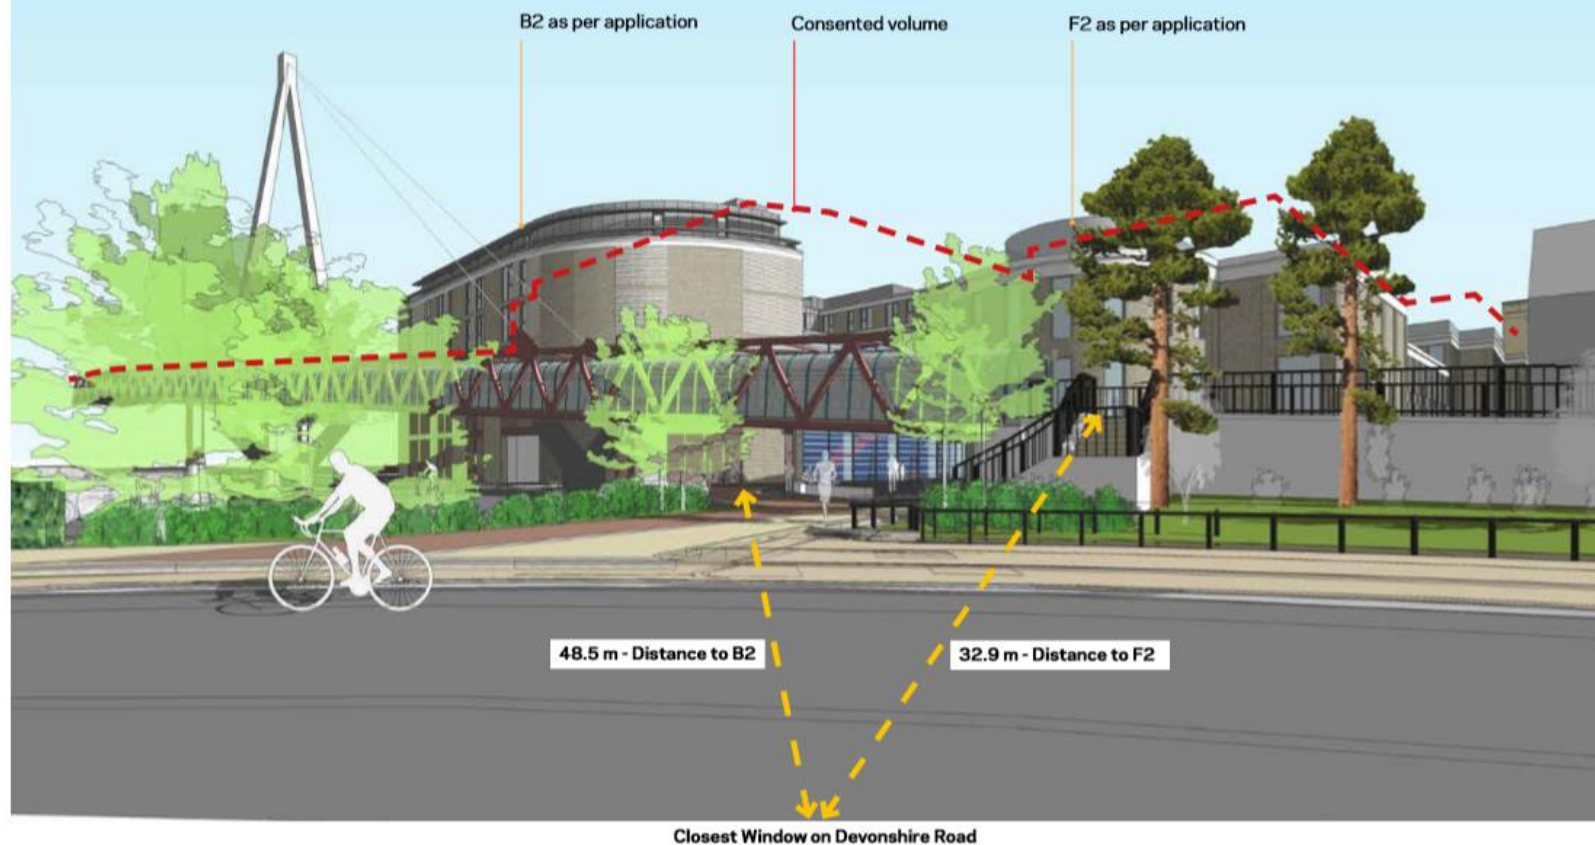 B2 as per application
Consented volume
F2 as per application
48.5 m - Distance to B2
32.9 m - Distance to F2
Closest Window on Devonshire Road